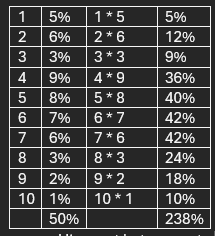 1 5% 1 * 5 5%
2 6% 2 * 6 12%
3 3% 3 * 3 9%
4 9% 4 * 9 36%
5 8% 5 * 8 40%
6 7% 6 * 7 42%
7 6% 7 * 6 42%
8 3% 8 * 3 24%
9 2% 9 * 2 18%
10 1% 10 * 1 10%
50% 238%